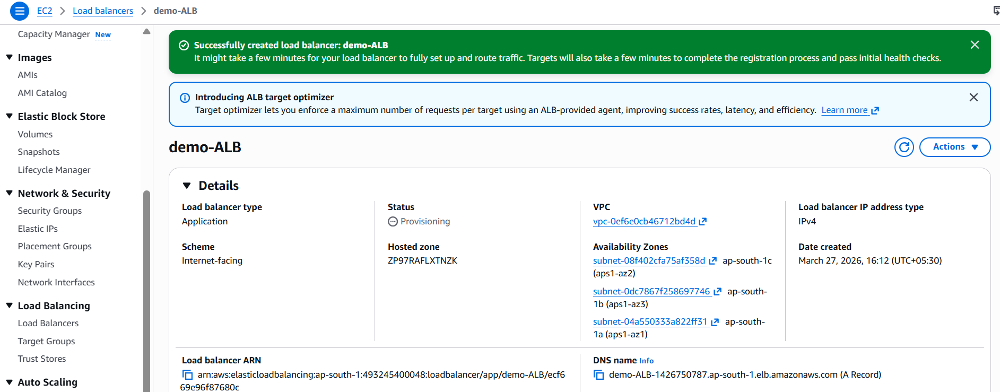 EC2 > Load balancers > demo-ALB
Capacity Manager New
Images
AMIs
AMI Catalog
Elastic Block Store
Volumes
Snapshots
Lifecycle Manager
Network & Security
Security Groups
Elastic IPs
Placement Groups
Key Pairs
Network Interfaces
Load Balancing
Load Balancers
Target Groups
Trust Stores
Auto Scaling
Successfully created load balancer: demo-ALB
It might take a few minutes for your load balancer to fully set up and route traffic. Targets will also take a few minutes to complete the registration process and pass initial health checks.
Introducing ALB target optimizer
Target optimizer lets you enforce a maximum number of requests per target using an ALB-provided agent, improving success rates, latency, and efficiency. Learn more
demo-ALB
Actions
Details
Load balancer type
Application
Status
Provisioning
VPC
vpc-0ef6e0cb46712bd4d
Load balancer IP address type
IPv4
Scheme
Internet-facing
Hosted zone
ZP97RAFLXTNZK
Availability Zones
subnet-08f402cfa75af358d ap-south-1c
(aps1-az2)
subnet-0dc7867f258697746 ap-south-
1b (aps1-az3)
subnet-04a550333a822ff31 ap-south-
1a (aps1-az1)
Date created
March 27, 2026, 16:12 (UTC+05:30)
Load balancer ARN
arn:aws:elasticloadbalancing:ap-south-1:493245400048:loadbalancer/app/demo-ALB/ecf6
69e96f87680c
DNS name Info
demo-ALB-1426750787.ap-south-1.elb.amazonaws.com (A Record)